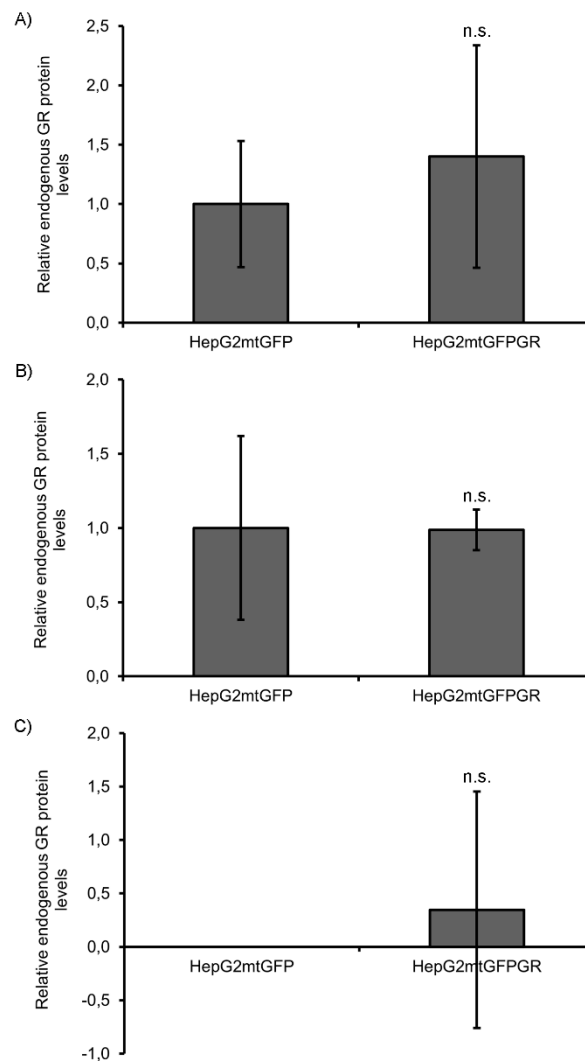 A)
Relative endogenous GR protein
levels
2,5
2,0
1,5
1,0
0,5
0,0
n.s.
HepG2mtGFP
HepG2mtGFPGR
B)
Relative endogenous GR protein
levels
2,0
1,5
1,0
0,5
0,0
n.s.
HepG2mtGFP
HepG2mtGFPGR
C)
Relative endogenous GR protein
levels
2,0
1,5
1,0
0,5
0,0
-0,5
-1,0
n.s.
HepG2mtGFP
HepG2mtGFPGR